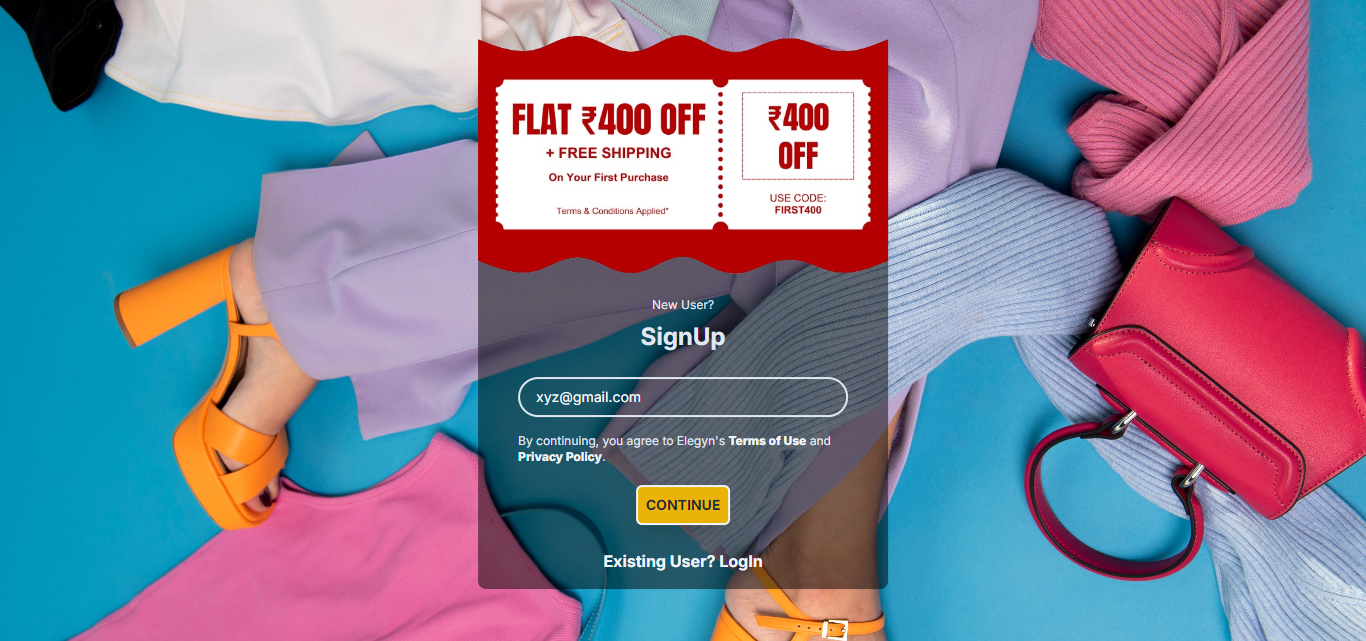 FLAT ₹400 OFF
+ FREE SHIPPING
On Your First Purchase
Terms & Conditions Applied*
₹400
OFF
USE CODE:
FIRST400
New User?
SignUp
xyz@gmail.com
By continuing, you agree to Elegyn's Terms of Use and
Privacy Policy.
CONTINUE
Existing User? LogIn